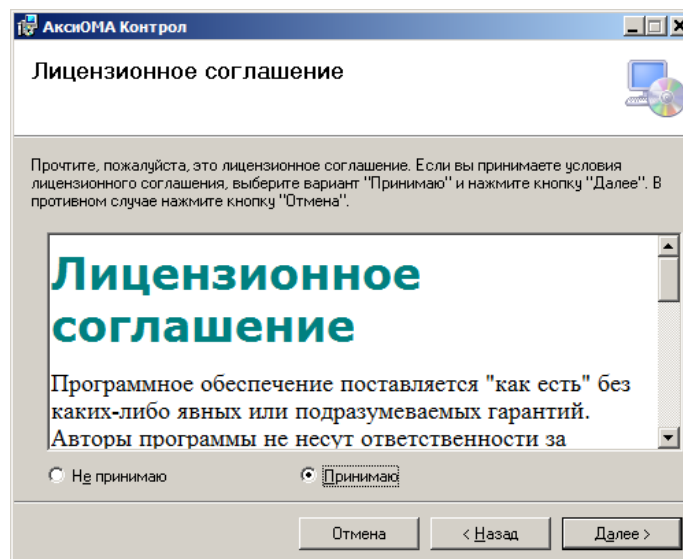 АксиОМА Контрол
Лицензионное соглашение
Прочтите, пожалуйста, это лицензионное соглашение. Если вы принимаете условия
лицензионного соглашения, выберите вариант "Принимаю" и нажмите кнопку "Далее". В
противном случае нажмите кнопку "Отмена".
Лицензионное
соглашение
Программное обеспечение поставляется "как есть" без
каких-либо явных или подразумеваемых гарантий.
Авторы программы не несут ответственности за
Не принимаю
Принимаю
Отмена
< Назад
Далее >